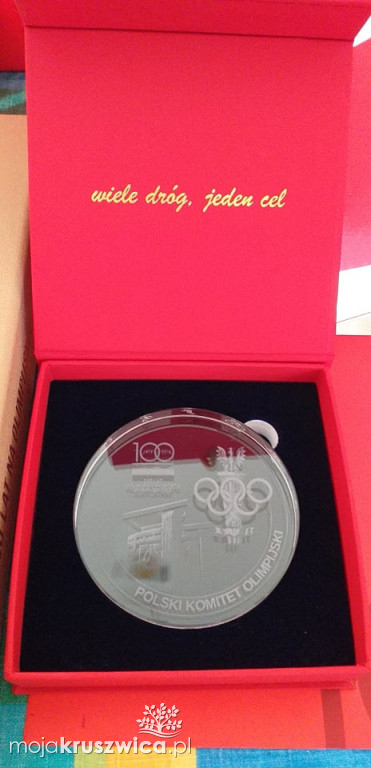 wiele dróg, jeden cel
100
POLSKI KOMITET OLIMPIJSKI
mojakruszwica.pl